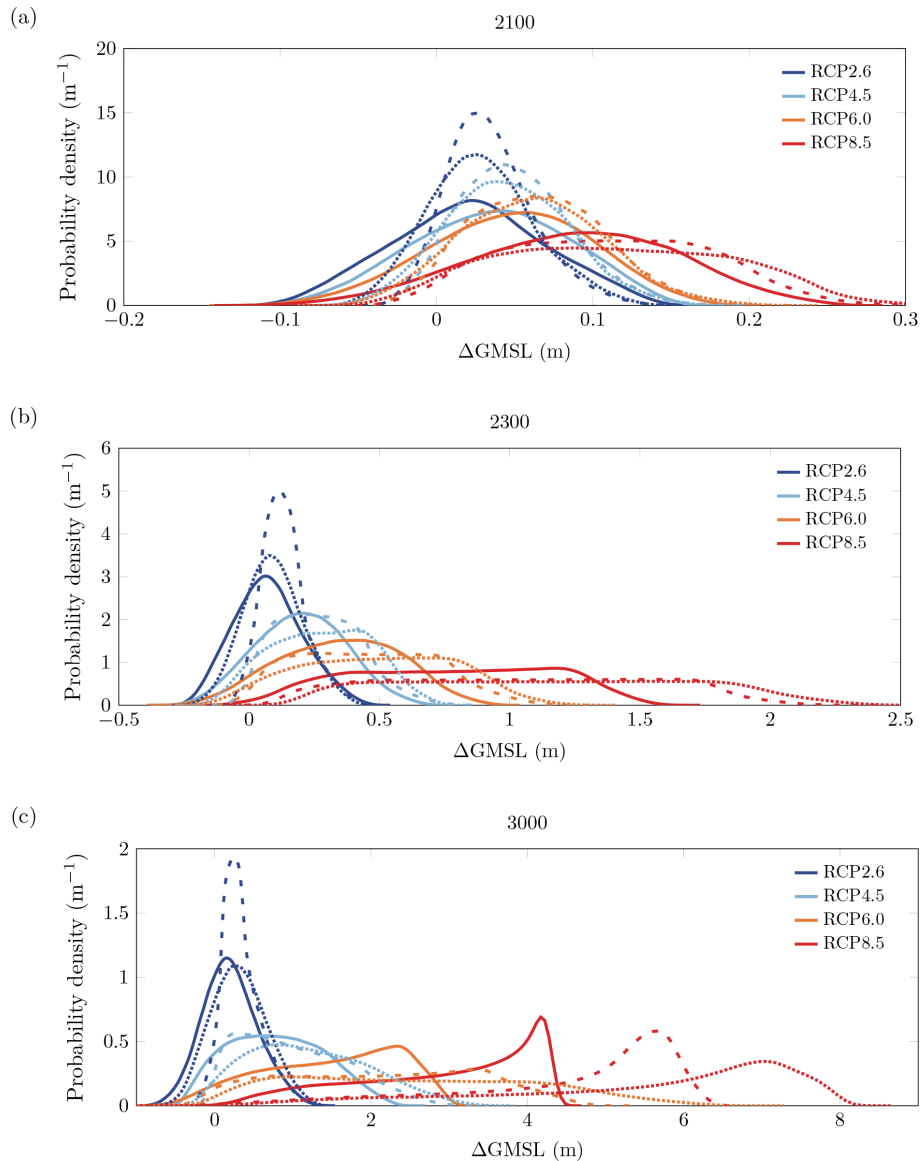 (a)
2100
20
15
10
5
0
Probability density (m⁻¹)
RCP2.6
RCP4.5
RCP6.0
RCP8.5
−0.2
−0.1
0
0.1
0.2
0.3
ΔGMSL (m)
(b)
2300
6
5
4
3
2
1
0
Probability density (m⁻¹)
RCP2.6
RCP4.5
RCP6.0
RCP8.5
−0.5
0
0.5
1
1.5
2
2.5
ΔGMSL (m)
(c)
3000
2
1.5
1
0.5
0
Probability density (m⁻¹)
RCP2.6
RCP4.5
RCP6.0
RCP8.5
0
2
4
6
8
ΔGMSL (m)